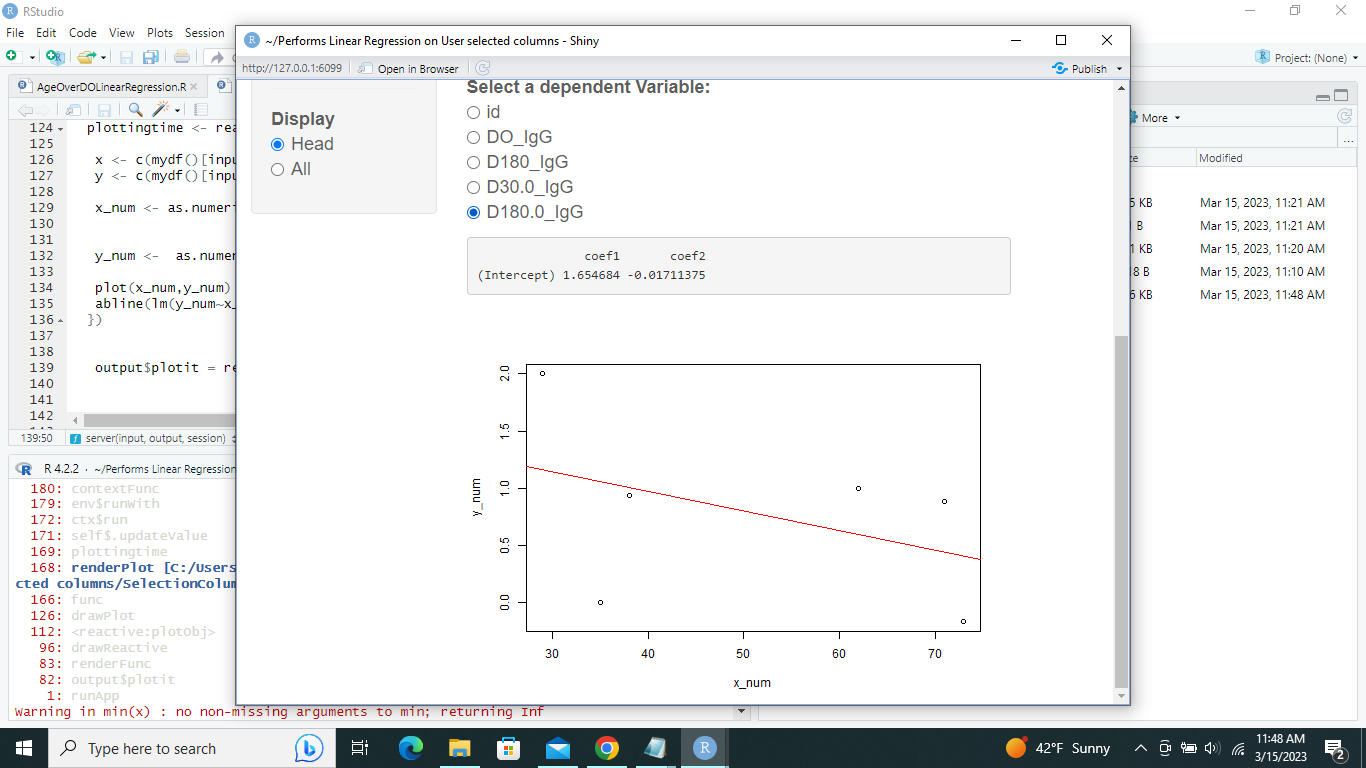 RStudio
File Edit Code View Plots Session
Project: (None)
AgeOverDOLinearRegression.R
124 plottingtime <- rea
125
126 x <- c(mydf()[inpu
127 y <- c(mydf()[inpu
128
129 x_num <- as.numeri
130
131
132 y_num <- as.numer
133
134 plot(x_num,y_num)
135 abline(lm(y_num~x_
136 })
137
138
139 output$plotit = re
140
141
142
139:50 server(input, output, session)
R 4.2.2 · ~/Performs Linear Regression
180: contextFunc
179: env$runWith
172: ctx$run
171: self$.updateValue
169: plottingtime
168: renderPlot [C:/Users
cted columns/SelectionColum
166: func
126: drawPlot
112: <reactive:plotObj>
96: drawReactive
83: renderFunc
82: output$plotit
1: runApp
Warning in min(x) : no non-missing arguments to min; returning Inf
~/Performs Linear Regression on User selected columns - Shiny
http://127.0.0.1:6099 Open in Browser Publish
Display
Head
All
Select a dependent Variable:
id
DO_IgG
D180_IgG
D30.0_IgG
D180.0_IgG
coef1 coef2
(Intercept) 1.654684 -0.01711375
2.0
1.5
1.0
0.5
0.0
y_num
30 40 50 60 70
x_num
More
...
ze Modified
5 KB Mar 15, 2023, 11:21 AM
B Mar 15, 2023, 11:21 AM
1 KB Mar 15, 2023, 11:20 AM
8 B Mar 15, 2023, 11:10 AM
6 KB Mar 15, 2023, 11:48 AM
Type here to search
42°F Sunny
11:48 AM
3/15/2023
2